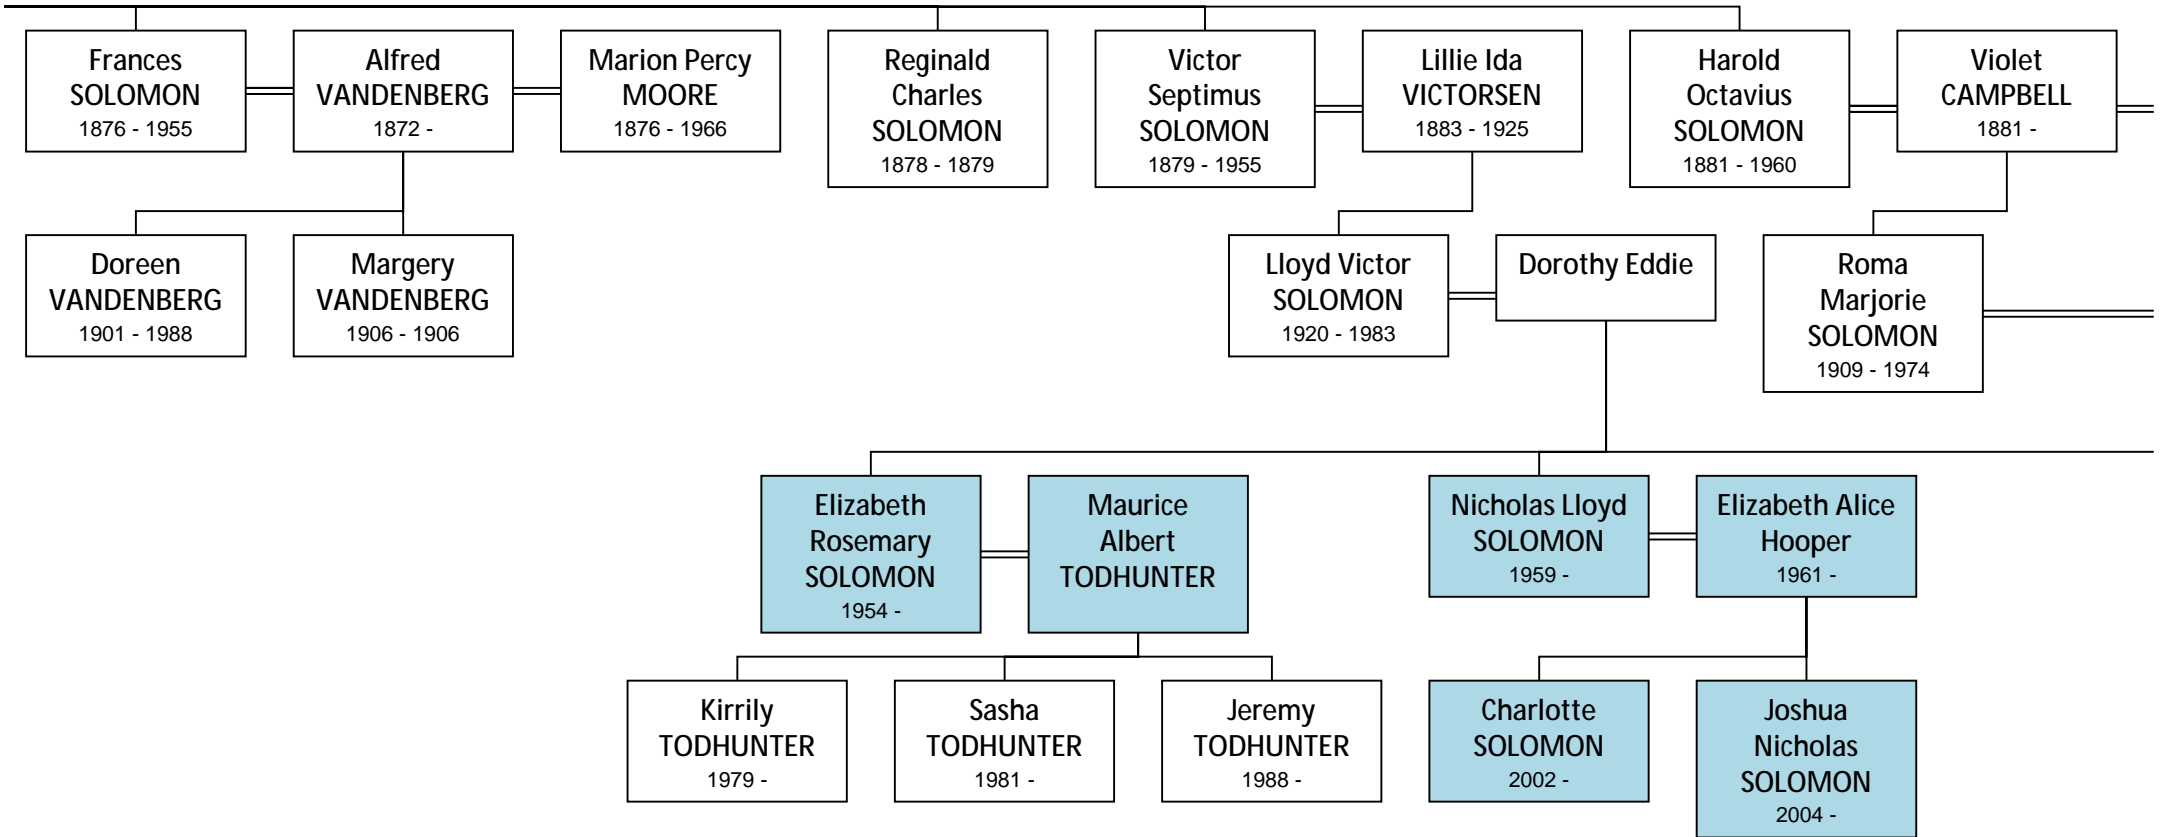 Frances
SOLOMON
1876 - 1955
Alfred
VANDENBERG
1872 -
Marion Percy
MOORE
1876 - 1966
Reginald
Charles
SOLOMON
1878 - 1879
Victor
Septimus
SOLOMON
1879 - 1955
Lillie Ida
VICTORSEN
1883 - 1925
Harold
Octavius
SOLOMON
1881 - 1960
Violet
CAMPBELL
1881 -
Doreen
VANDENBERG
1901 - 1988
Margery
VANDENBERG
1906 - 1906
Lloyd Victor
SOLOMON
1920 - 1983
Dorothy Eddie
Roma
Marjorie
SOLOMON
1909 - 1974
Elizabeth
Rosemary
SOLOMON
1954 -
Maurice
Albert
TODHUNTER
Nicholas Lloyd
SOLOMON
1959 -
Elizabeth Alice
Hooper
1961 -
Kirrily
TODHUNTER
1979 -
Sasha
TODHUNTER
1981 -
Jeremy
TODHUNTER
1988 -
Charlotte
SOLOMON
2002 -
Joshua
Nicholas
SOLOMON
2004 -